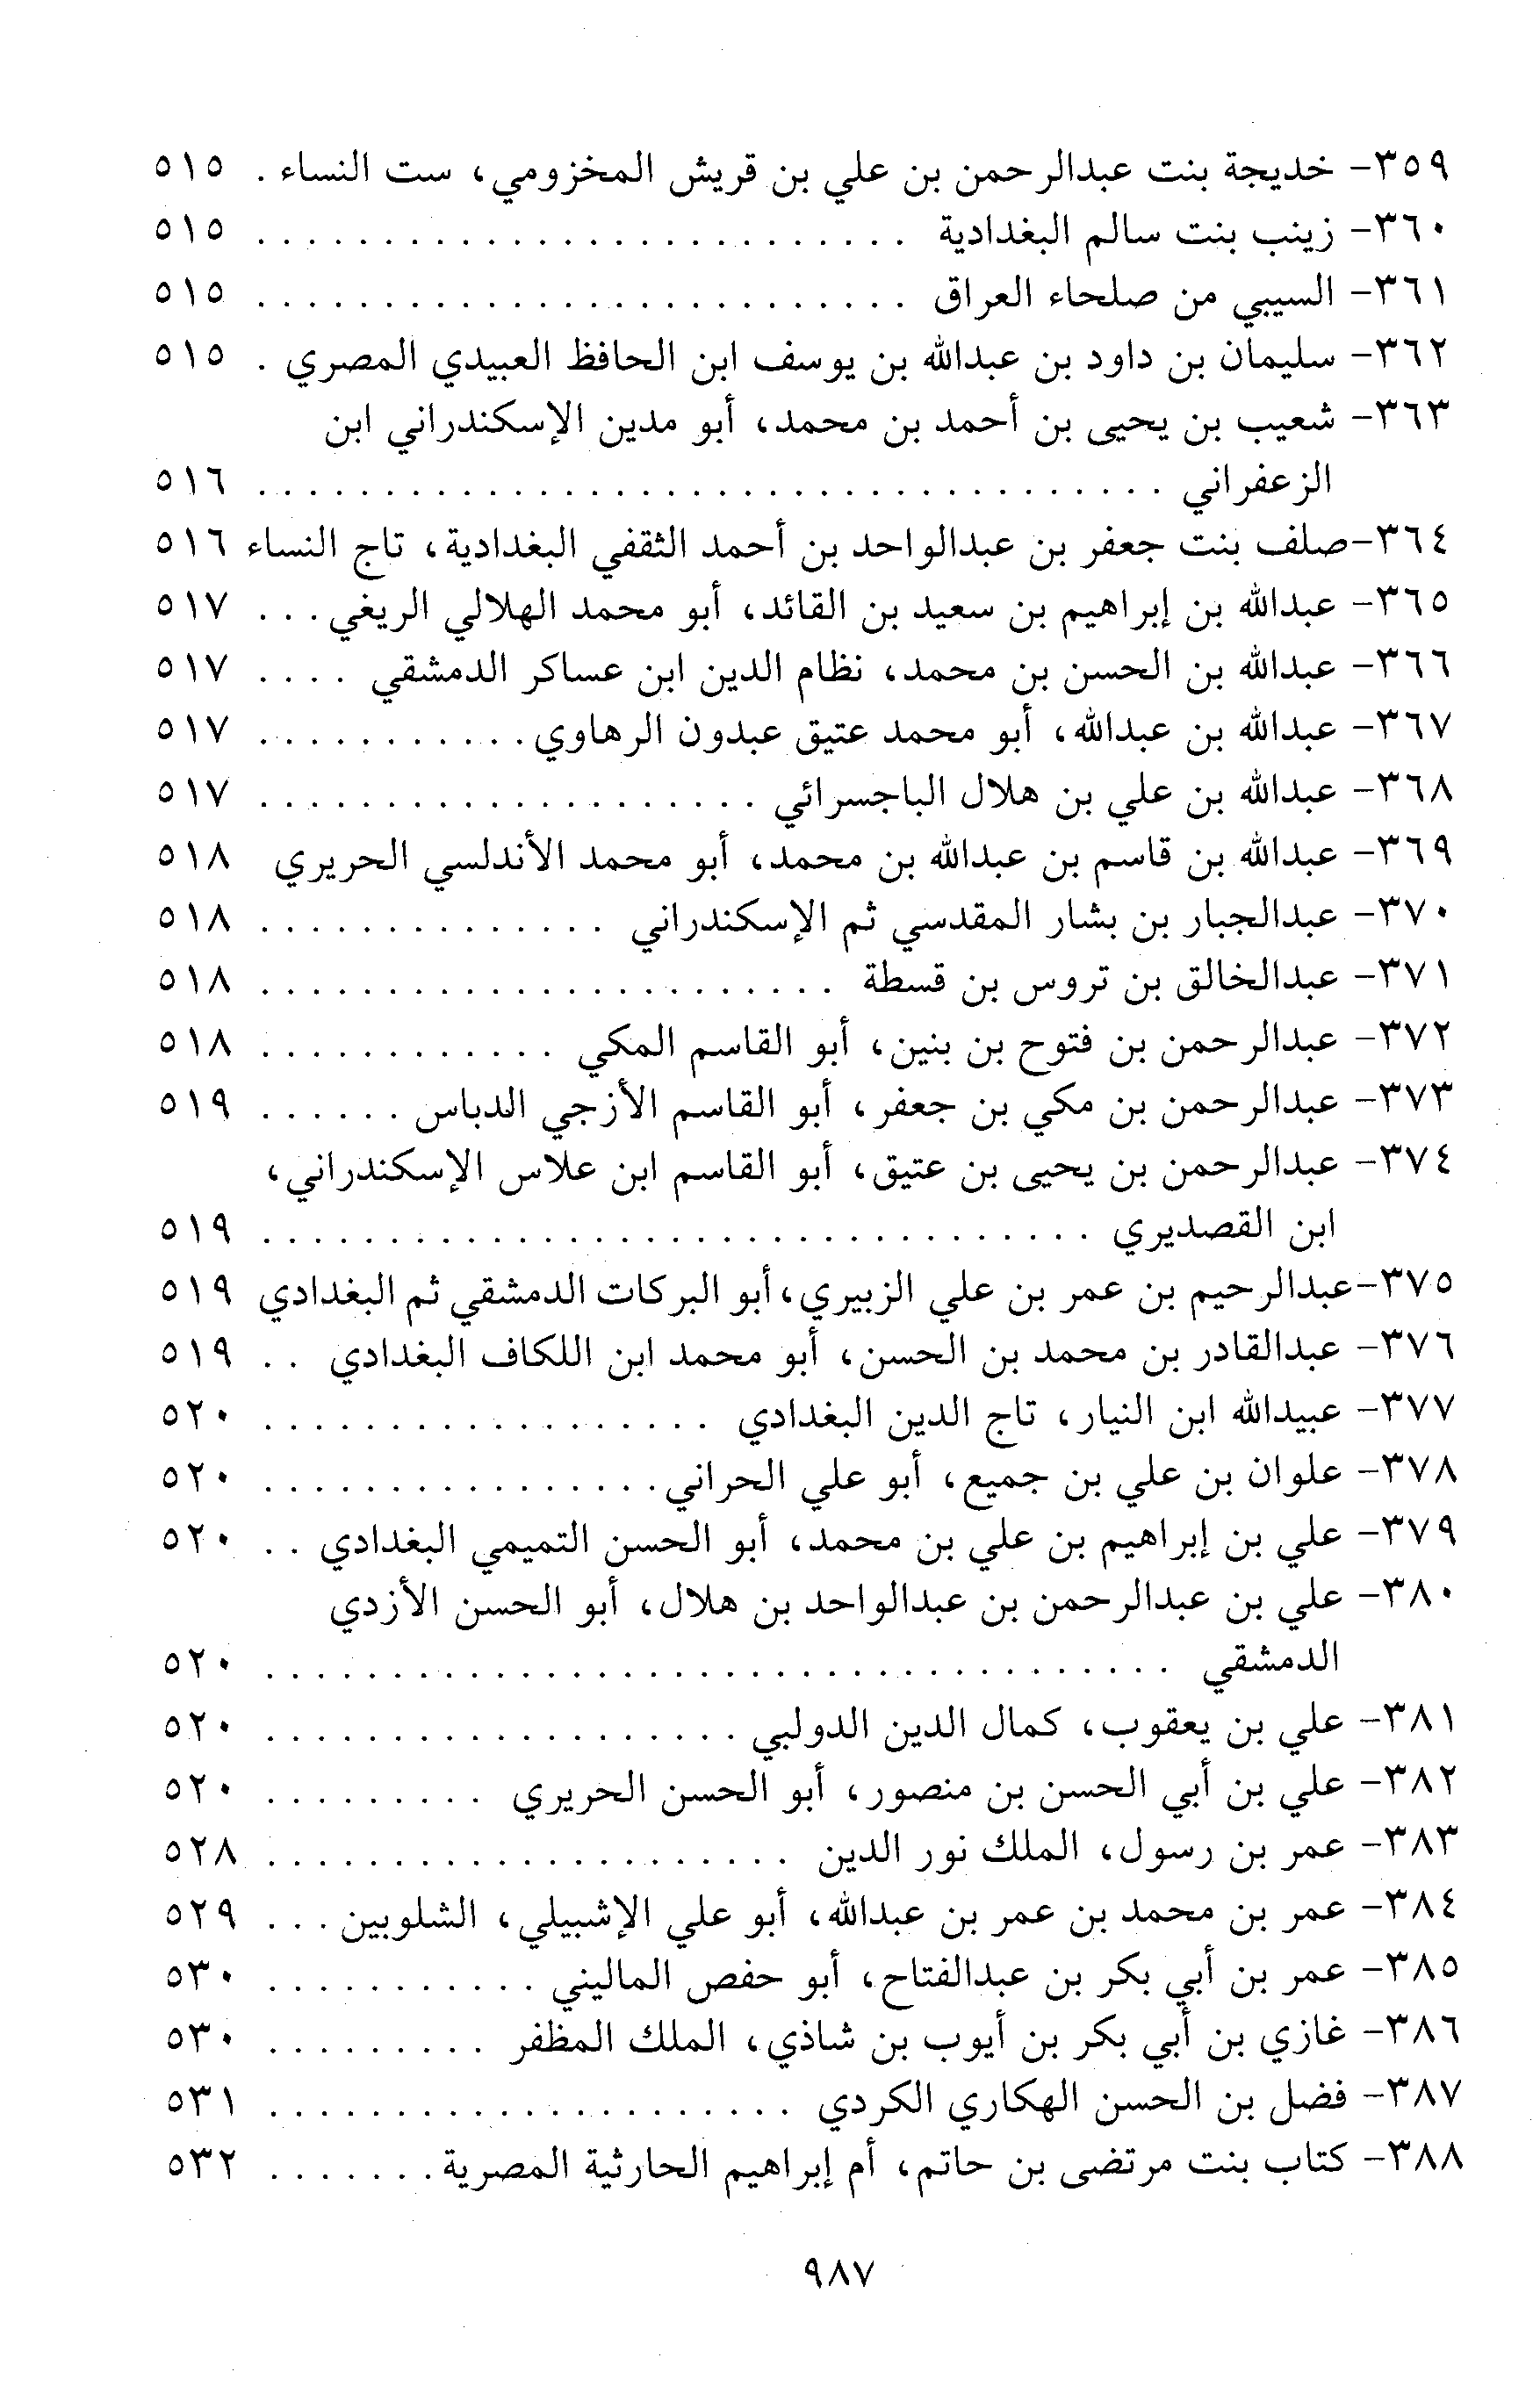 ٣٥٩- خديجة بنت عبدالرحمن بن علي بن قريش المخزومي، ست النساء . ٥١٥
٣٦٠- زينب بنت سالم البغدادية . . . . . . . . . . . . . . . . . . . . . . . . . . ٥١٥
٣٦١- السيبي من صلحاء العراق . . . . . . . . . . . . . . . . . . . . . . . . . . ٥١٥
٣٦٢- سليمان بن داود بن عبدالله بن يوسف ابن الحافظ العبيدي المصري . ٥١٥
٣٦٣- شعيب بن يحيى بن أحمد بن محمد، أبو مدين الإسكندراني ابن
الزعفراني . . . . . . . . . . . . . . . . . . . . . . . . . . . . . . . . . . . . ٥١٦
٣٦٤-صلف بنت جعفر بن عبدالواحد بن أحمد الثقفي البغدادية، تاج النساء ٥١٦
٣٦٥- عبدالله بن إبراهيم بن سعيد بن القائد، أبو محمد الهلالي الريغي . . . ٥١٧
٣٦٦- عبدالله بن الحسن بن محمد، نظام الدين ابن عساكر الدمشقي . . . . ٥١٧
٣٦٧- عبدالله بن عبدالله، أبو محمد عتيق عبدون الرهاوي . . . . . . . . . . . ٥١٧
٣٦٨- عبدالله بن علي بن هلال الباجسرائي . . . . . . . . . . . . . . . . . . . . ٥١٧
٣٦٩- عبدالله بن قاسم بن عبدالله بن محمد، أبو محمد الأندلسي الحريري ٥١٨
٣٧٠- عبدالجبار بن بشار المقدسي ثم الإسكندراني . . . . . . . . . . . . . . ٥١٨
٣٧١- عبدالخالق بن تروس بن قسطة . . . . . . . . . . . . . . . . . . . . . . . ٥١٨
٣٧٢- عبدالرحمن بن فتوح بن بنين، أبو القاسم المكي . . . . . . . . . . . . ٥١٨
٣٧٣- عبدالرحمن بن مكي بن جعفر، أبو القاسم الأزجي الدباس . . . . . . ٥١٩
٣٧٤- عبدالرحمن بن يحيى بن عتيق، أبو القاسم ابن علاس الإسكندراني،
ابن القصديري . . . . . . . . . . . . . . . . . . . . . . . . . . . . . . . . . ٥١٩
٣٧٥-عبدالرحيم بن عمر بن علي الزبيري،أبو البركات الدمشقي ثم البغدادي ٥١٩
٣٧٦- عبدالقادر بن محمد بن الحسن، أبو محمد ابن اللكاف البغدادي . . ٥١٩
٣٧٧- عبيدالله ابن النيار، تاج الدين البغدادي . . . . . . . . . . . . . . . . . . ٥٢٠
٣٧٨- علوان بن علي بن جميع، أبو علي الحراني . . . . . . . . . . . . . . . . ٥٢٠
٣٧٩- علي بن إبراهيم بن علي بن محمد، أبو الحسن التميمي البغدادي . . ٥٢٠
٣٨٠- علي بن عبدالرحمن بن عبدالواحد بن هلال، أبو الحسن الأزدي
الدمشقي . . . . . . . . . . . . . . . . . . . . . . . . . . . . . . . . . . . . ٥٢٠
٣٨١- علي بن يعقوب، كمال الدين الدولبي . . . . . . . . . . . . . . . . . . . ٥٢٠
٣٨٢- علي بن أبي الحسن بن منصور، أبو الحسن الحريري . . . . . . . . . ٥٢٠
٣٨٣- عمر بن رسول، الملك نور الدين . . . . . . . . . . . . . . . . . . . . . ٥٢٨
٣٨٤- عمر بن محمد بن عمر بن عبدالله، أبو علي الإشبيلي، الشلوبين . . . ٥٢٩
٣٨٥- عمر بن أبي بكر بن عبدالفتاح، أبو حفص الماليني . . . . . . . . . . . ٥٣٠
٣٨٦- غازي بن أبي بكر بن أيوب بن شاذي، الملك المظفر . . . . . . . . . ٥٣٠
٣٨٧- فضل بن الحسن الهكاري الكردي . . . . . . . . . . . . . . . . . . . . . ٥٣١
٣٨٨- كتاب بنت مرتضى بن حاتم، أم إبراهيم الحارثية المصرية . . . . . . . ٥٣٢
٩٨٧